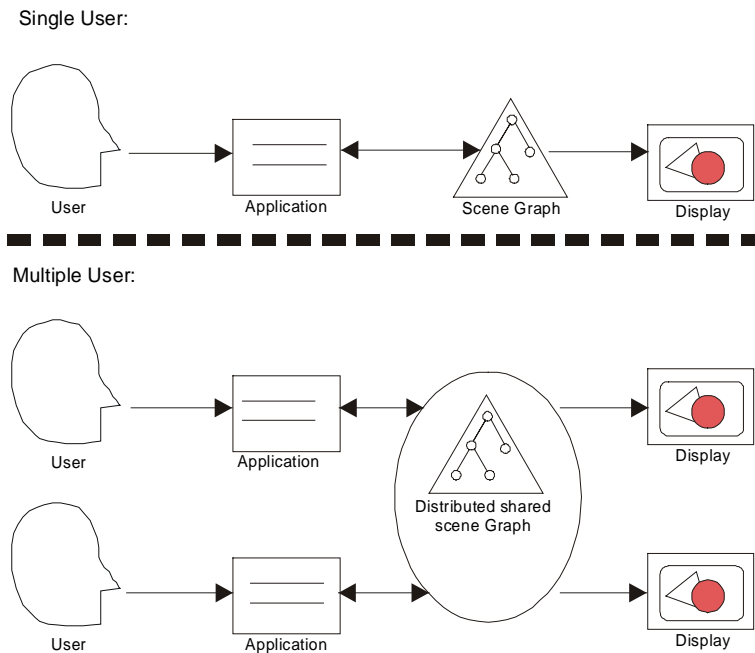 Single User:
User
Application
Scene Graph
Display
Multiple User:
User
Application
Display
Distributed shared
scene Graph
User
Application
Display